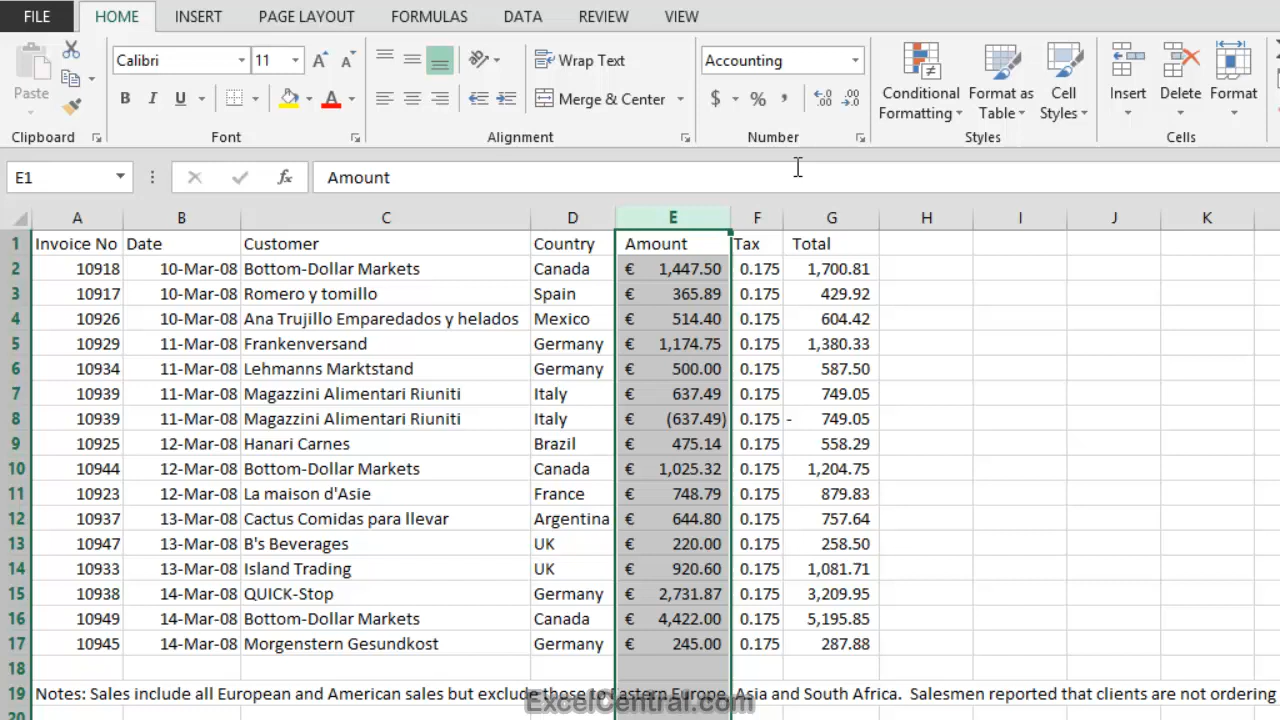 FILE HOME INSERT PAGE LAYOUT FORMULAS DATA REVIEW VIEW
Calibri 11 Wrap Text Accounting
Paste B I U Merge & Center $ % , Conditional Formatting Format as Table Cell Styles Insert Delete Format
Clipboard Font Alignment Number Styles Cells
E1 fx Amount
A B C D E F G H I J K
1 Invoice No Date Customer Country Amount Tax Total
2 10918 10-Mar-08 Bottom-Dollar Markets Canada € 1,447.50 0.175 1,700.81
3 10917 10-Mar-08 Romero y tomillo Spain € 365.89 0.175 429.92
4 10926 10-Mar-08 Ana Trujillo Emparedados y helados Mexico € 514.40 0.175 604.42
5 10929 11-Mar-08 Frankenversand Germany € 1,174.75 0.175 1,380.33
6 10934 11-Mar-08 Lehmanns Marktstand Germany € 500.00 0.175 587.50
7 10939 11-Mar-08 Magazzini Alimentari Riuniti Italy € 637.49 0.175 749.05
8 10939 11-Mar-08 Magazzini Alimentari Riuniti Italy € (637.49) 0.175 - 749.05
9 10925 12-Mar-08 Hanari Carnes Brazil € 475.14 0.175 558.29
10 10944 12-Mar-08 Bottom-Dollar Markets Canada € 1,025.32 0.175 1,204.75
11 10923 12-Mar-08 La maison d'Asie France € 748.79 0.175 879.83
12 10937 13-Mar-08 Cactus Comidas para llevar Argentina € 644.80 0.175 757.64
13 10947 13-Mar-08 B's Beverages UK € 220.00 0.175 258.50
14 10933 13-Mar-08 Island Trading UK € 920.60 0.175 1,081.71
15 10938 14-Mar-08 QUICK-Stop Germany € 2,731.87 0.175 3,209.95
16 10949 14-Mar-08 Bottom-Dollar Markets Canada € 4,422.00 0.175 5,195.85
17 10945 14-Mar-08 Morgenstern Gesundkost Germany € 245.00 0.175 287.88
18
19 Notes: Sales include all European and American sales but exclude those to Eastern Europe, Asia and South Africa. Salesmen reported that clients are not ordering
ExcelCentral.com
20